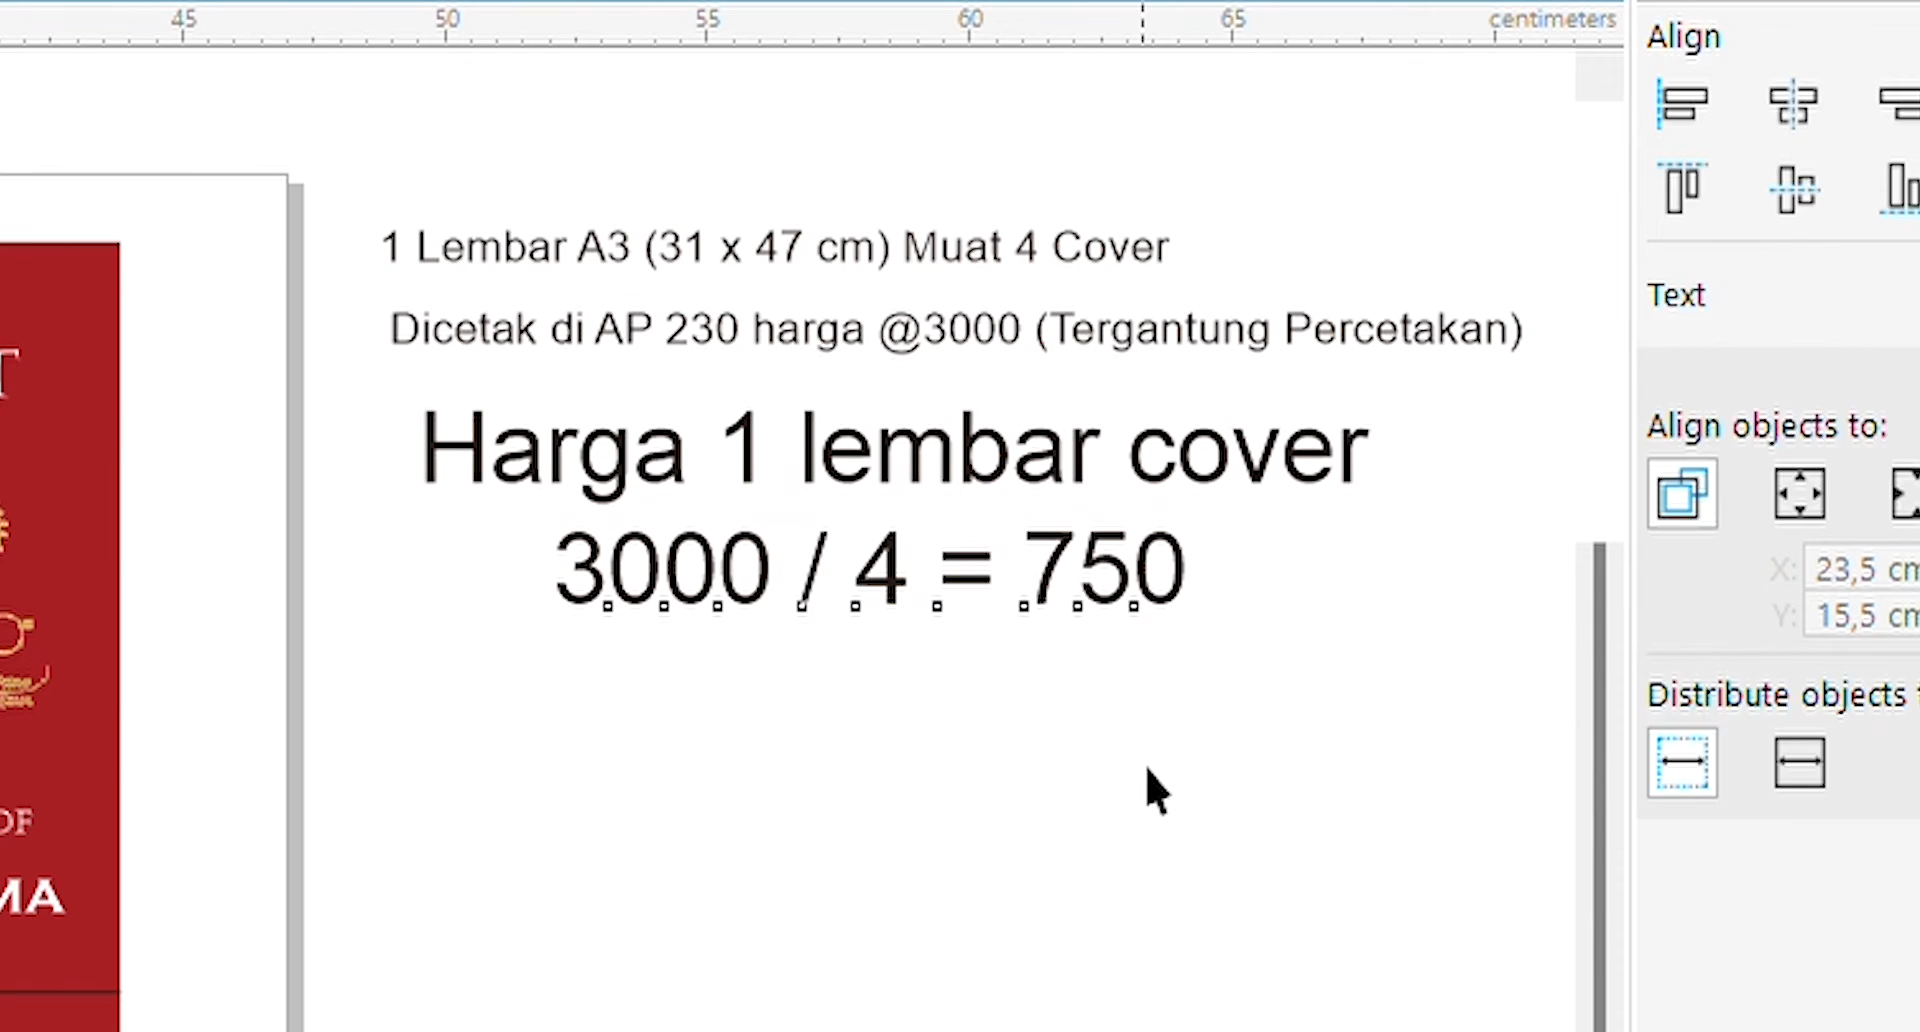 45 50 55 60 65 centimeters
Align
1 Lembar A3 (31 x 47 cm) Muat 4 Cover
Text
Dicetak di AP 230 harga @3000 (Tergantung Percetakan)
Align objects to:
Harga 1 lembar cover
3000 / 4 = 750
X: 23,5 cm
Y: 15,5 cm
Distribute objects
T
OF
MA